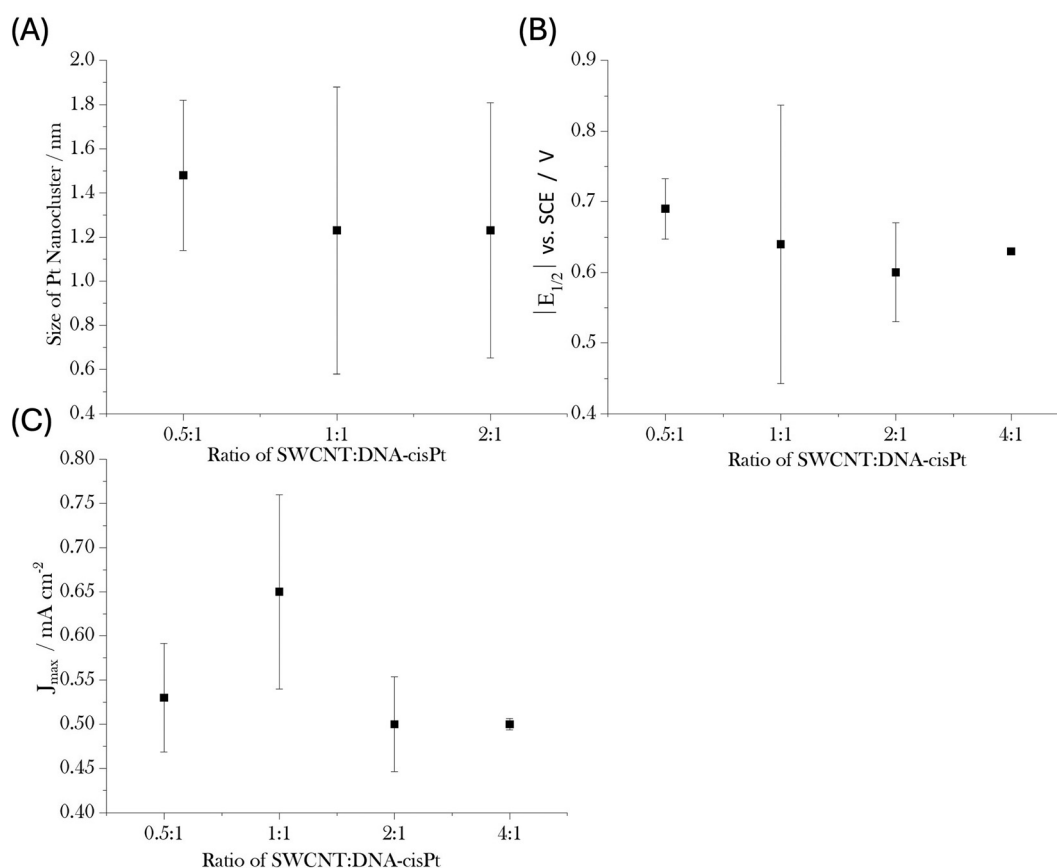 (A)
Size of Pt Nanocluster / nm
2.0
1.8
1.6
1.4
1.2
1.0
0.8
0.6
0.4
0.5:1 1:1 2:1
Ratio of SWCNT:DNA-cisPt
(B)
|E1/2| vs. SCE / V
0.9
0.8
0.7
0.6
0.5
0.4
0.5:1 1:1 2:1 4:1
Ratio of SWCNT:DNA-cisPt
(C)
Jmax / mA cm-2
0.80
0.75
0.70
0.65
0.60
0.55
0.50
0.45
0.40
0.5:1 1:1 2:1 4:1
Ratio of SWCNT:DNA-cisPt